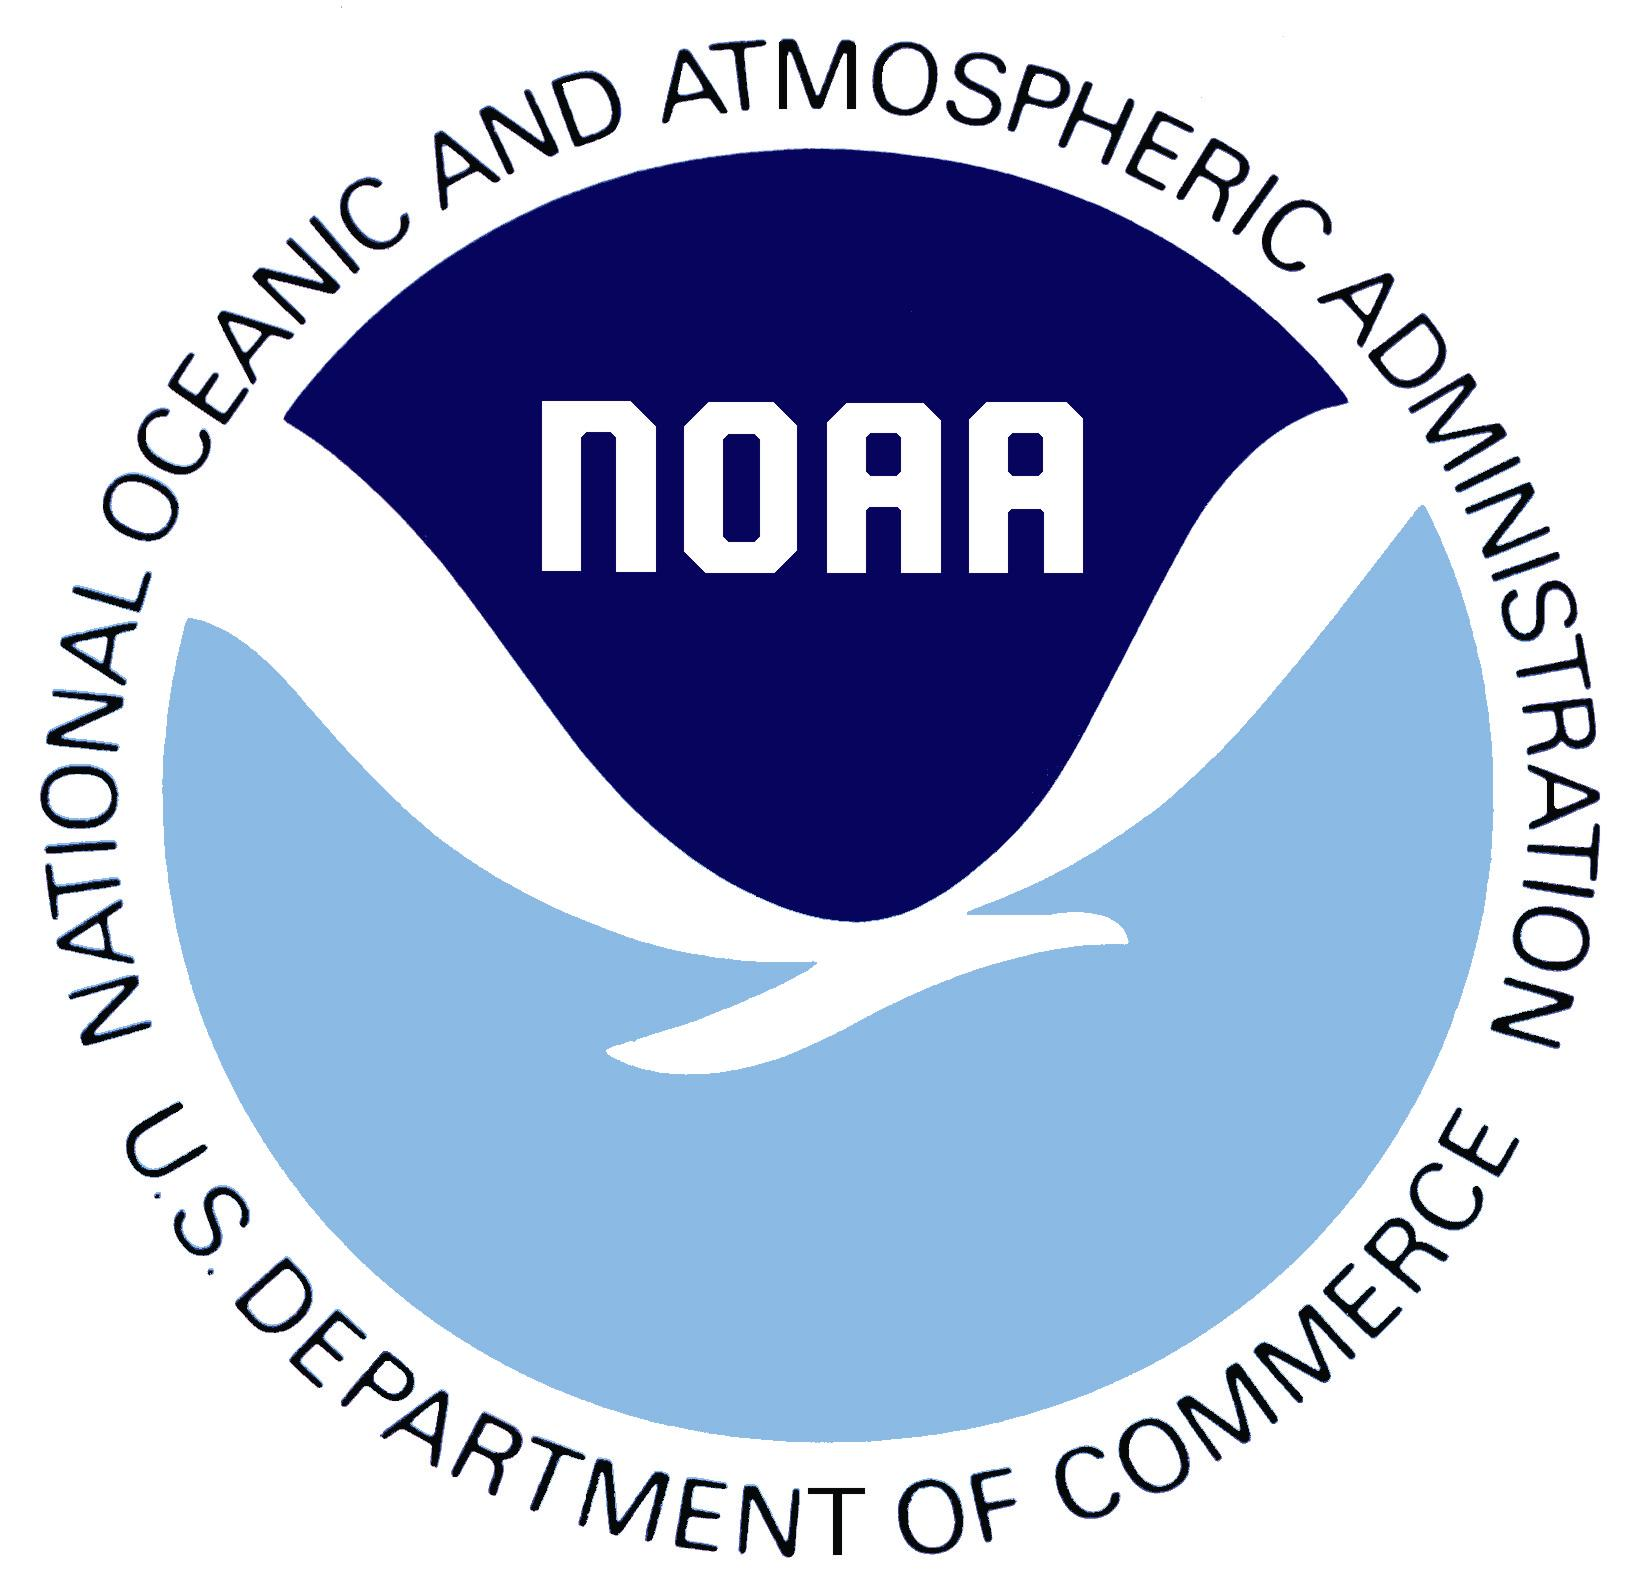 NATIONAL OCEANIC AND ATMOSPHERIC ADMINISTRATION
NOAA
U.S. DEPARTMENT OF COMMERCE